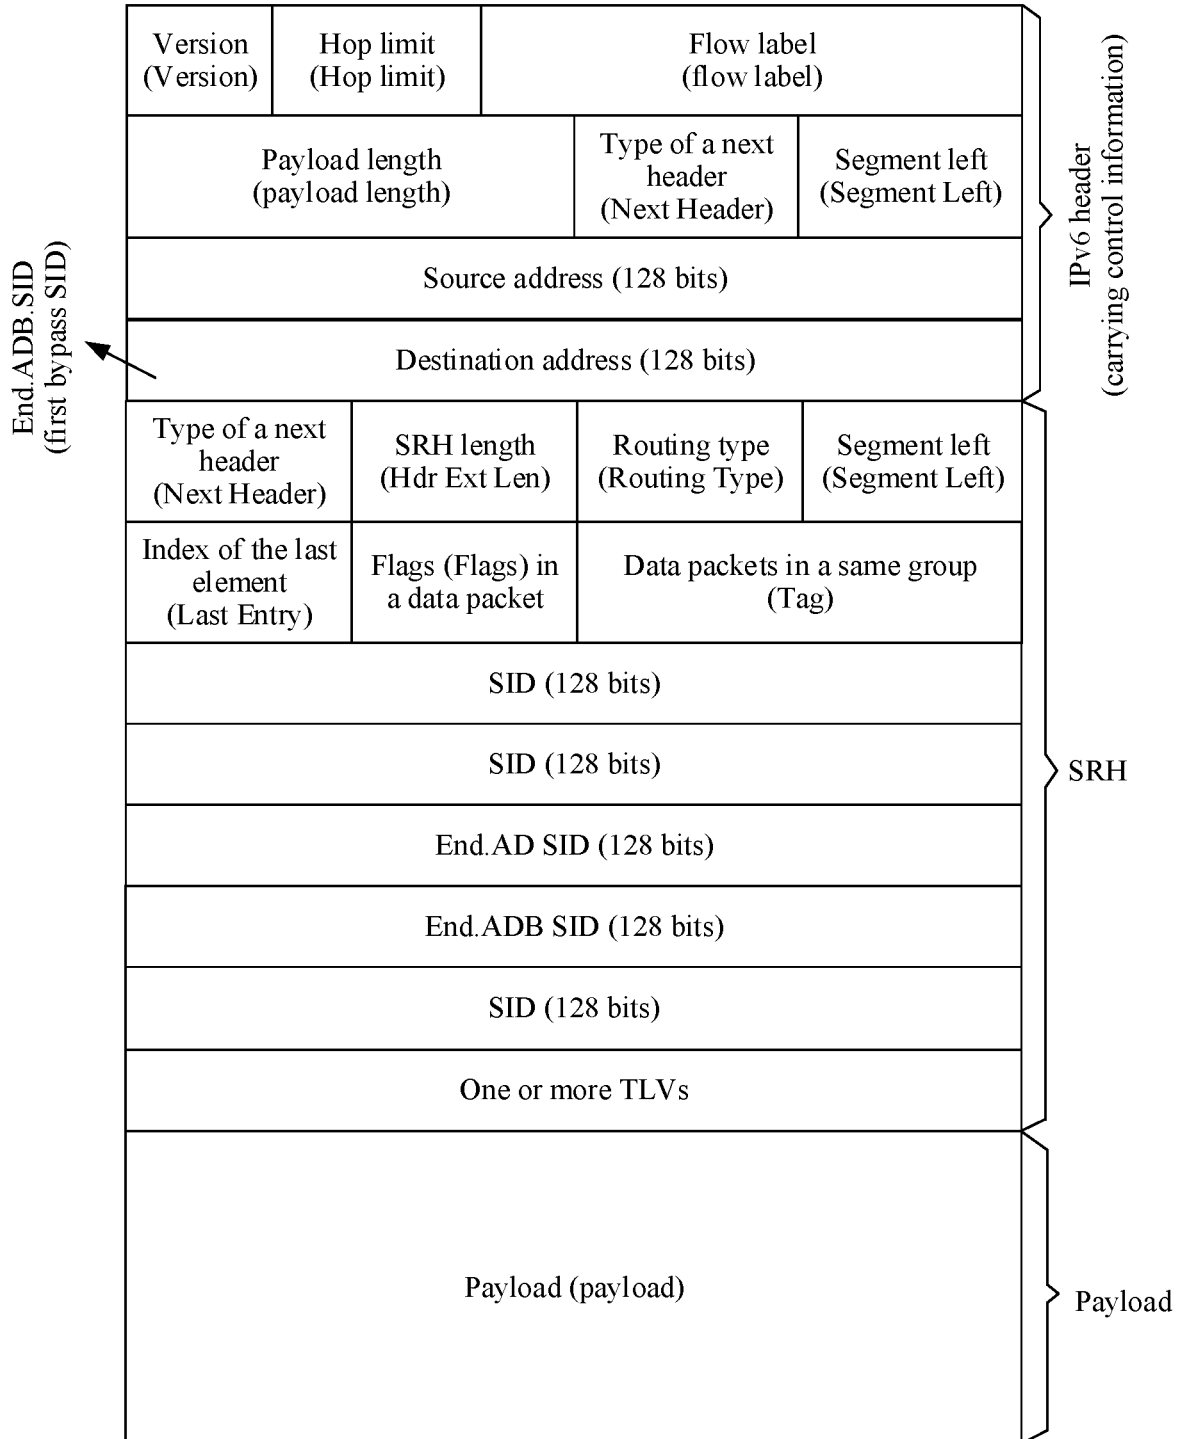 Version
(Version)
Hop limit
(Hop limit)
Flow label
(flow label)
Payload length
(payload length)
Type of a next
header
(Next Header)
Segment left
(Segment Left)
Source address (128 bits)
Destination address (128 bits)
IPv6 header
(carrying control information)
End.ADB.SID
(first bypass SID)
Type of a next
header
(Next Header)
SRH length
(Hdr Ext Len)
Routing type
(Routing Type)
Segment left
(Segment Left)
Index of the last
element
(Last Entry)
Flags (Flags) in
a data packet
Data packets in a same group
(Tag)
SID (128 bits)
SID (128 bits)
End.AD SID (128 bits)
End.ADB SID (128 bits)
SID (128 bits)
One or more TLVs
SRH
Payload (payload)
Payload